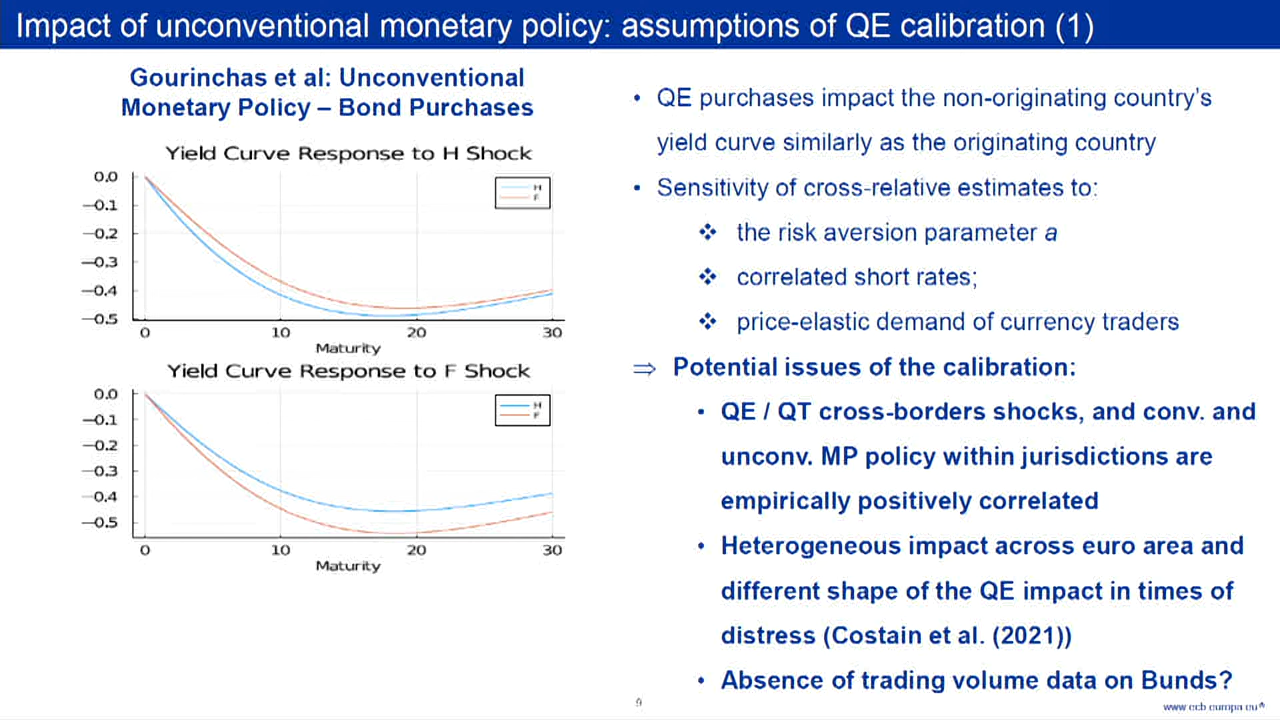 Impact of unconventional monetary policy: assumptions of QE calibration (1)
Gourinchas et al: Unconventional
Monetary Policy – Bond Purchases
Yield Curve Response to H Shock
0.0
−0.1
−0.2
−0.3
−0.4
−0.5
H
F
0
10
20
30
Maturity
Yield Curve Response to F Shock
0.0
−0.1
−0.2
−0.3
−0.4
−0.5
H
F
0
10
20
30
Maturity
• QE purchases impact the non-originating country's
yield curve similarly as the originating country
• Sensitivity of cross-relative estimates to:
❖ the risk aversion parameter a
❖ correlated short rates;
❖ price-elastic demand of currency traders
⇒ Potential issues of the calibration:
• QE / QT cross-borders shocks, and conv. and
unconv. MP policy within jurisdictions are
empirically positively correlated
• Heterogeneous impact across euro area and
different shape of the QE impact in times of
distress (Costain et al. (2021))
• Absence of trading volume data on Bunds?
9
www.ecb.europa.eu®